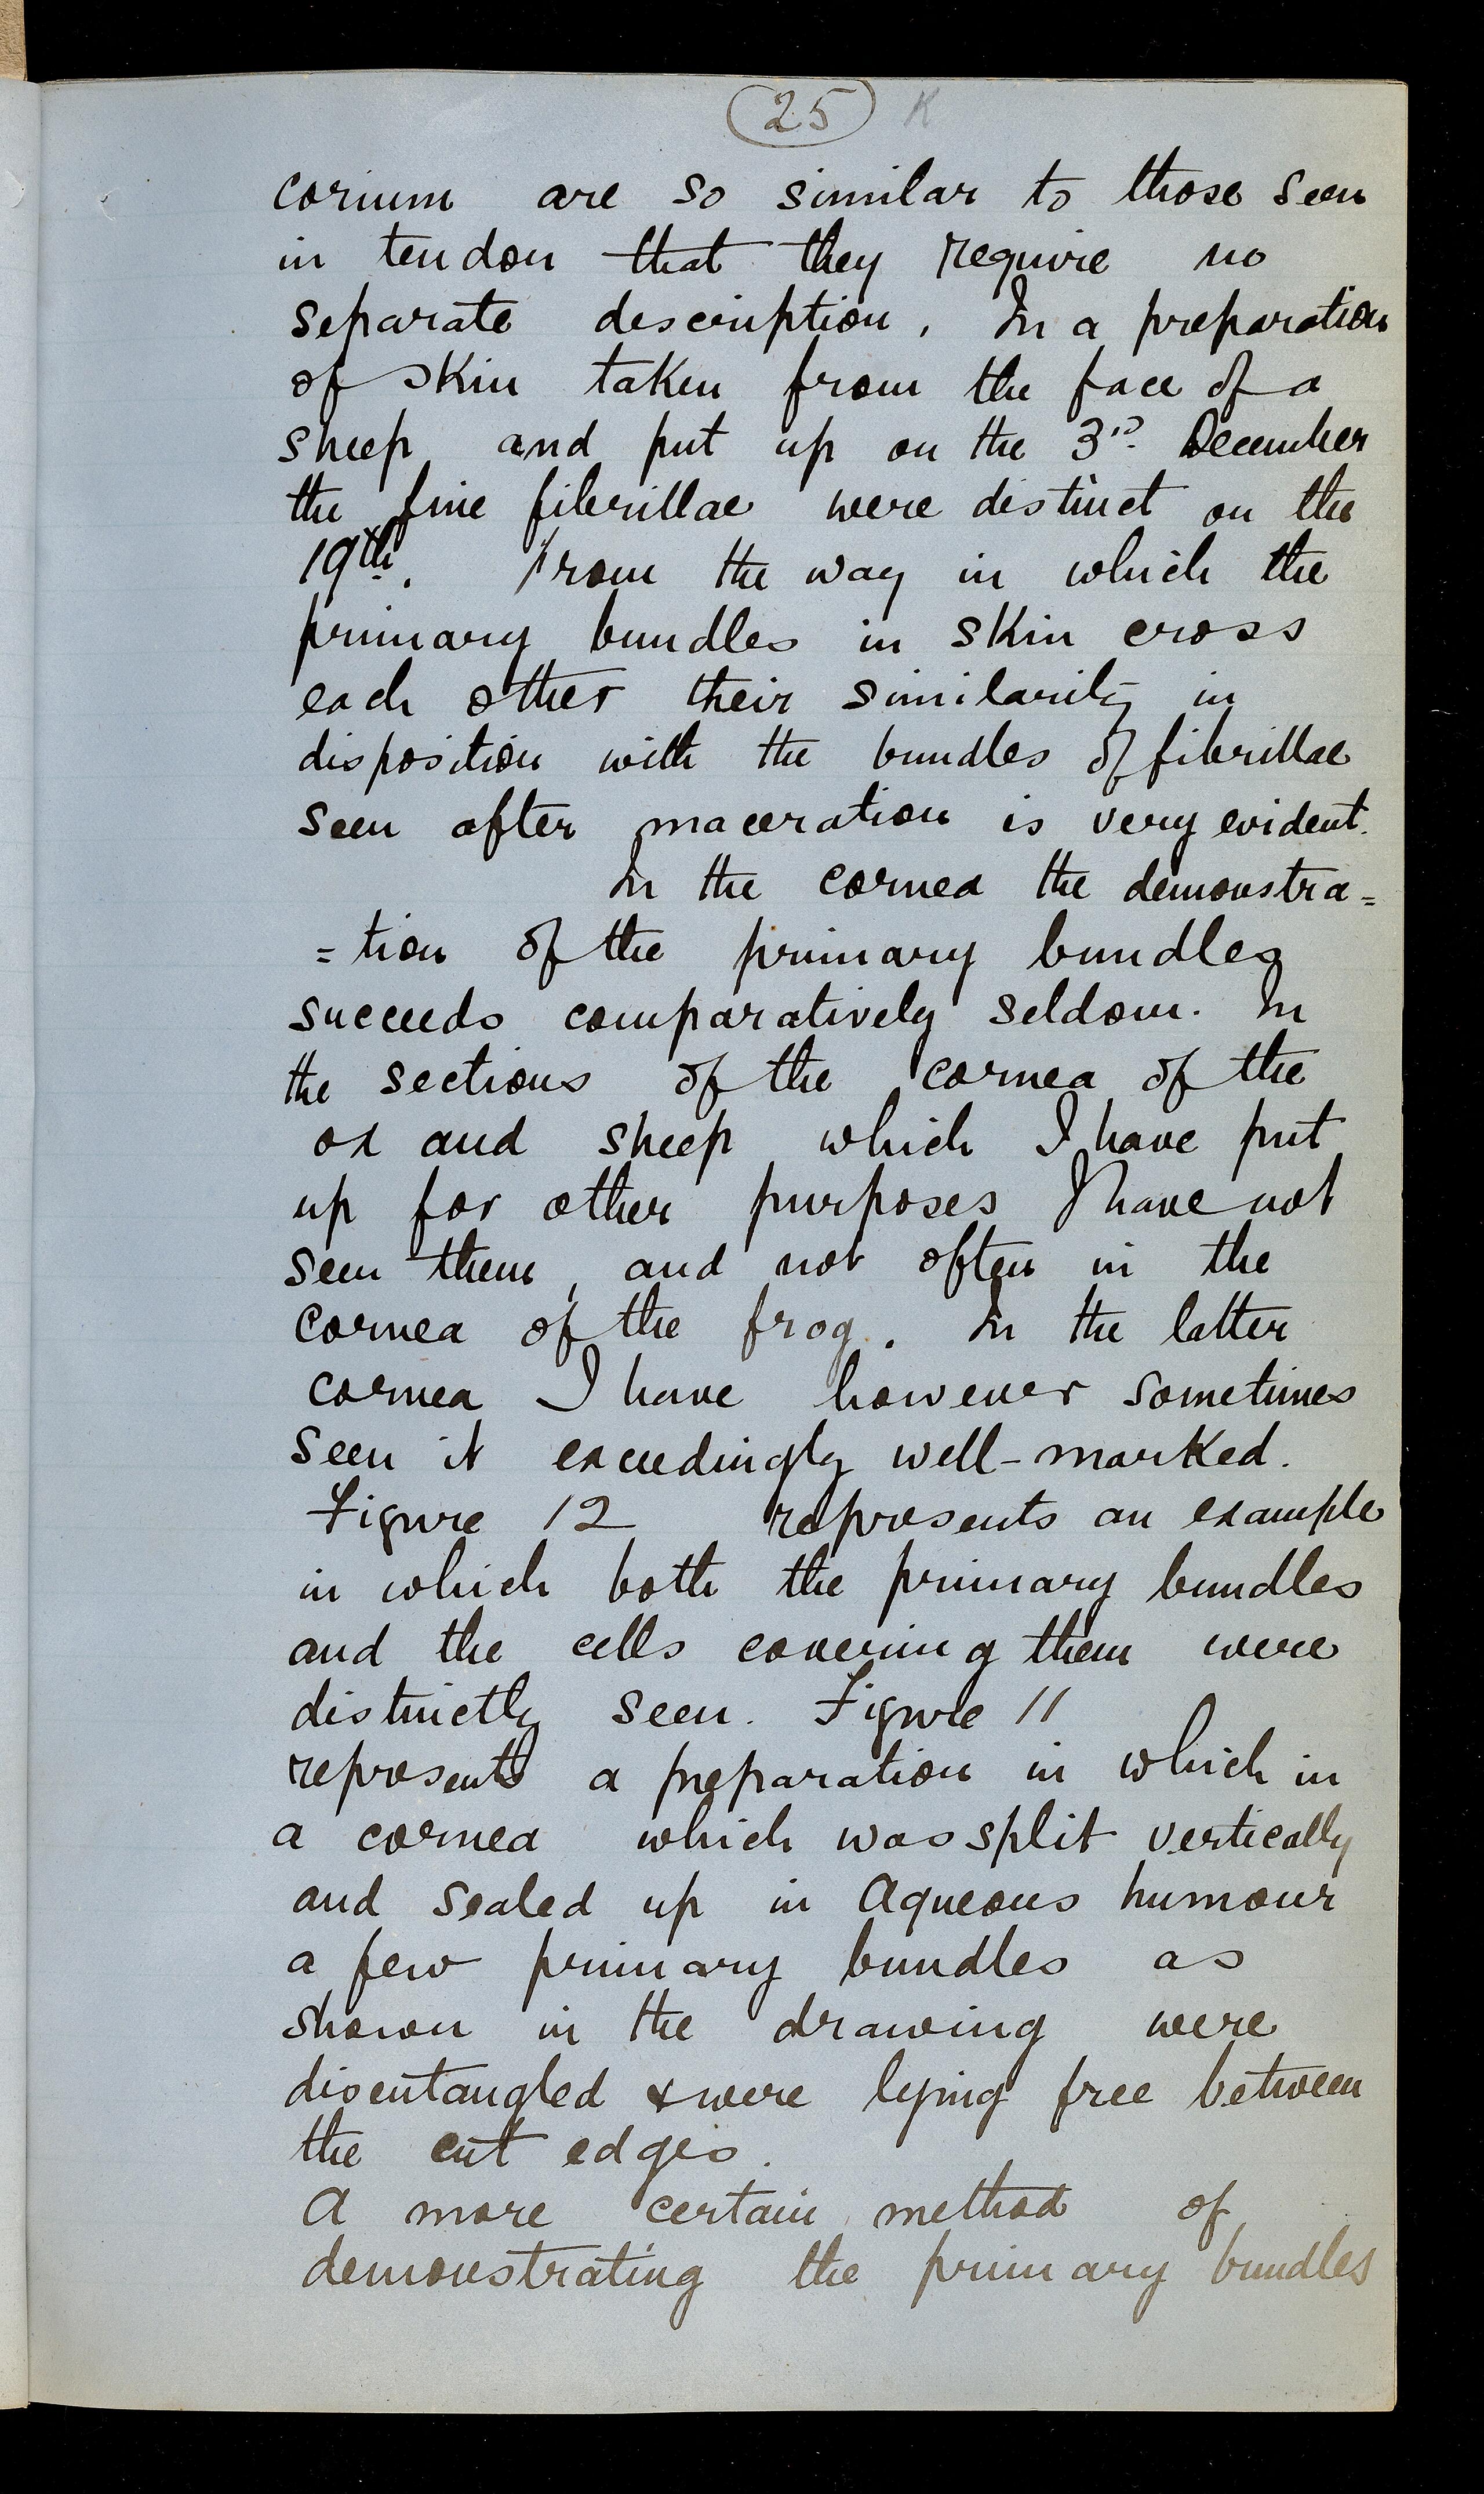 25 K
corium are so similar to those seen
in tendon that they require no
separate description. In a preparation
of skin taken from the face of a
sheep and put up on the 3rd December
the fine fibrillae were distinct on the
19th. From the way in which the
primary bundles in skin cross
each other their similarity in
disposition with the bundles of fibrillae
seen after maceration is very evident.
In the cornea the demonstra=
=tion of the primary bundles
succeeds comparatively seldom. In
the sections of the cornea of the
ox and sheep which I have put
up for other purposes I have not
seen them, and not often in the
cornea of the frog. In the latter
cornea I have however sometimes
seen it exceedingly well-marked.
Figure 12 represents an example
in which both the primary bundles
and the cells covering them were
distinctly seen. Figure 11
represents a preparation in which in
a cornea which was split vertically
and sealed up in Aqueous humour
a few primary bundles as
shown in the drawing were
disentangled & were lying free between
the cut edges.
A more certain method of
demonstrating the primary bundles